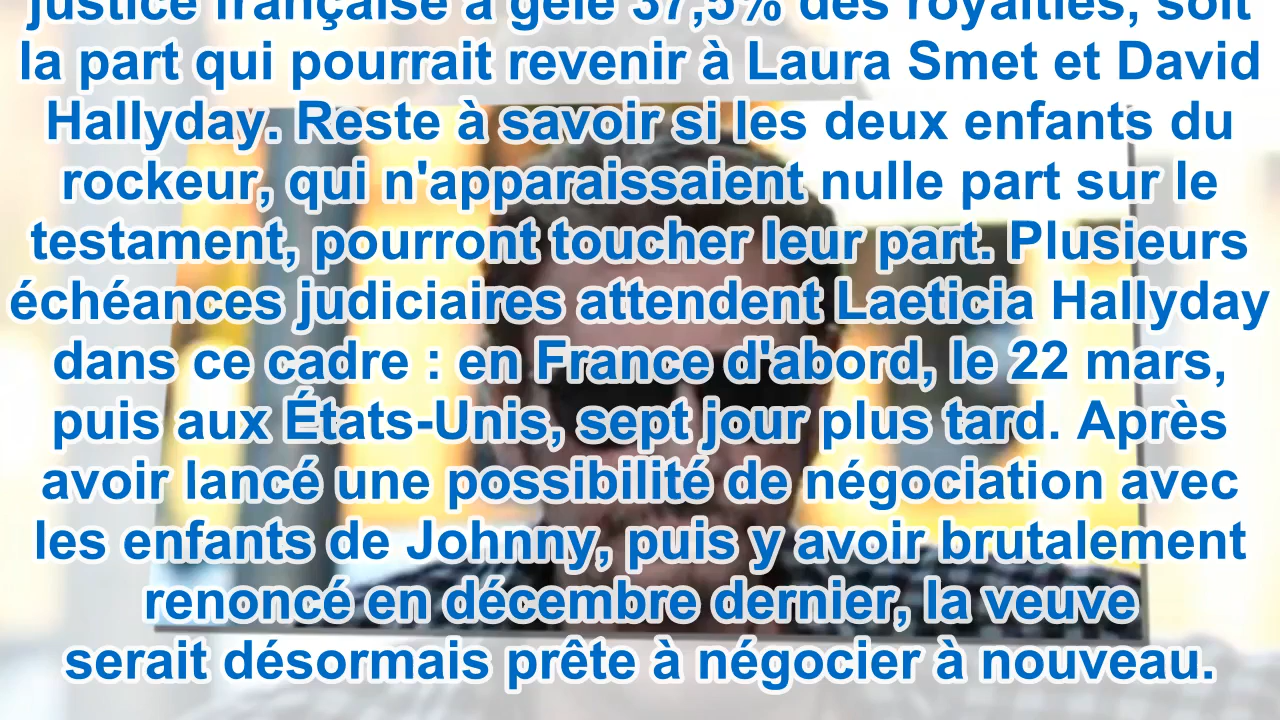 justice française a gelé 37,5% des royalties, soit
la part qui pourrait revenir à Laura Smet et David
Hallyday. Reste à savoir si les deux enfants du
rockeur, qui n'apparaissaient nulle part sur le
testament, pourront toucher leur part. Plusieurs
échéances judiciaires attendent Laeticia Hallyday
dans ce cadre : en France d'abord, le 22 mars,
puis aux États-Unis, sept jour plus tard. Après
avoir lancé une possibilité de négociation avec
les enfants de Johnny, puis y avoir brutalement
renoncé en décembre dernier, la veuve
serait désormais prête à négocier à nouveau.